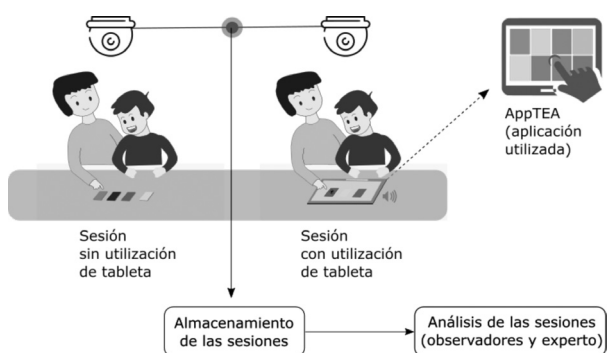 AppTEA
(aplicación
utilizada)
Sesión
sin utilización
de tableta
Sesión
con utilización
de tableta
Almacenamiento
de las sesiones
Análisis de las sesiones
(observadores y experto)